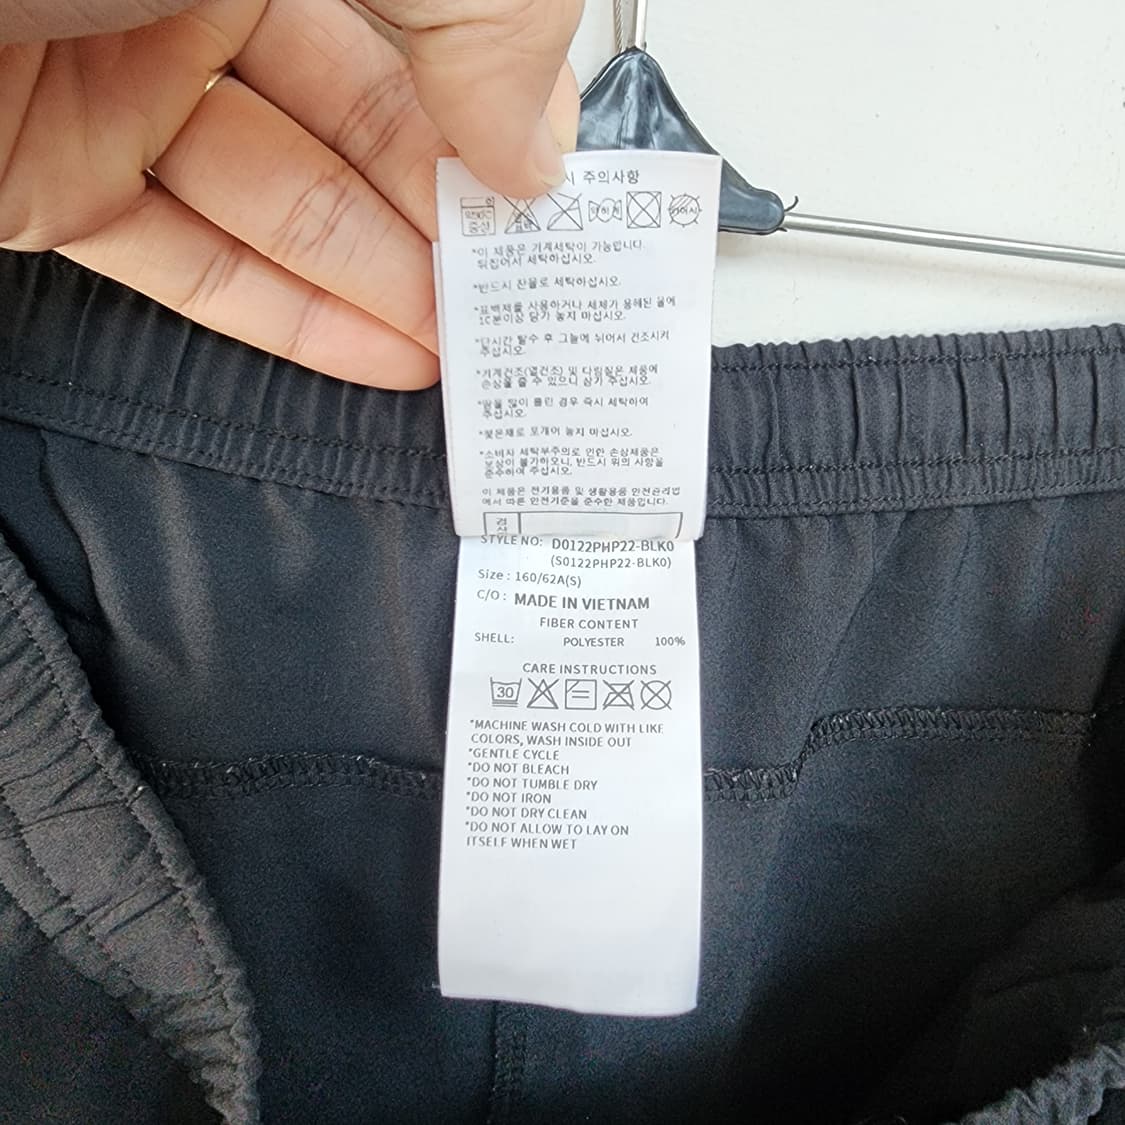 시 주의사항
*이 제품은 기계세탁이 가능합니다.
뒤집어서 세탁하십시오.
*반드시 찬물로 세탁하십시오.
*표백제를 사용하거나 세제가 용해된 물에
10분이상 담가 놓지 마십시오.
*단시간 탈수 후 그늘에 뉘어서 건조시켜
주십시오.
*기계건조(열건조) 및 다림질은 제품에
손상을 줄 수 있으니 삼가 주십시오.
*땀을 많이 흘린 경우 즉시 세탁하여
주십시오.
*젖은채로 포개어 놓지 마십시오.
*소비자 세탁부주의로 인한 손상제품은
보상이 불가하오니, 반드시 위의 사항을
준수하여 주십시오.
이 제품은 전기용품 및 생활용품 안전관리법
에서 따른 안전기준을 준수한 제품입니다.
STYLE NO: D0122PHP22-BLK0
(S0122PHP22-BLK0)
Size : 160/62A(S)
C/O : MADE IN VIETNAM
FIBER CONTENT
SHELL: POLYESTER 100%
CARE INSTRUCTIONS
30
*MACHINE WASH COLD WITH LIKE
COLORS, WASH INSIDE OUT
*GENTLE CYCLE
*DO NOT BLEACH
*DO NOT TUMBLE DRY
*DO NOT IRON
*DO NOT DRY CLEAN
*DO NOT ALLOW TO LAY ON
ITSELF WHEN WET